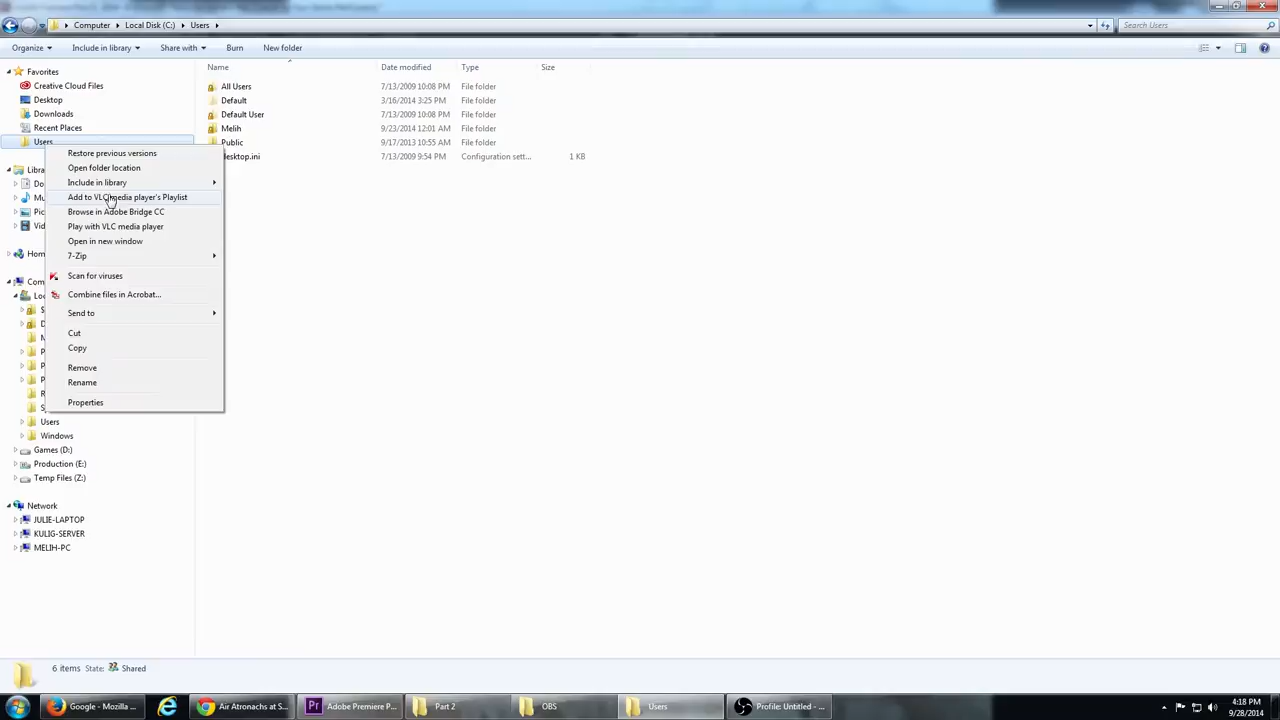 Computer ▸ Local Disk (C:) ▸ Users ▸
Search Users
Organize
Include in library
Share with
Burn
New folder
Favorites
Creative Cloud Files
Desktop
Downloads
Recent Places
Users
Name
Date modified
Type
Size
All Users 7/13/2009 10:08 PM File folder
Default 3/16/2014 3:25 PM File folder
Default User 7/13/2009 10:08 PM File folder
Melih 9/23/2014 12:01 AM File folder
Public 9/17/2013 10:55 AM File folder
desktop.ini 7/13/2009 9:54 PM Configuration sett... 1 KB
Restore previous versions
Open folder location
Include in library
Add to VLC media player's Playlist
Browse in Adobe Bridge CC
Play with VLC media player
Open in new window
7-Zip
Scan for viruses
Combine files in Acrobat...
Send to
Cut
Copy
Remove
Rename
Properties
Users
Windows
Games (D:)
Production (E:)
Temp Files (Z:)
Network
JULIE-LAPTOP
KULIG-SERVER
MELIH-PC
6 items State: Shared
Google - Mozilla ...
Air Atronachs at S...
Adobe Premiere P...
Part 2
OBS
Users
Profile: Untitled - ...
4:18 PM
9/28/2014